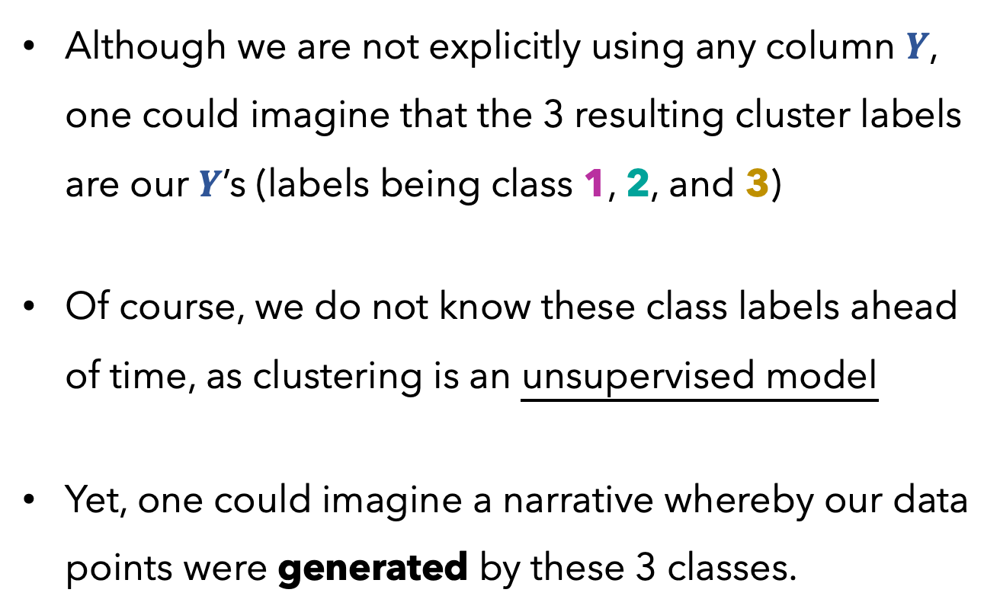 • Although we are not explicitly using any column Y,
one could imagine that the 3 resulting cluster labels
are our Y's (labels being class 1, 2, and 3)
• Of course, we do not know these class labels ahead
of time, as clustering is an unsupervised model
• Yet, one could imagine a narrative whereby our data
points were generated by these 3 classes.